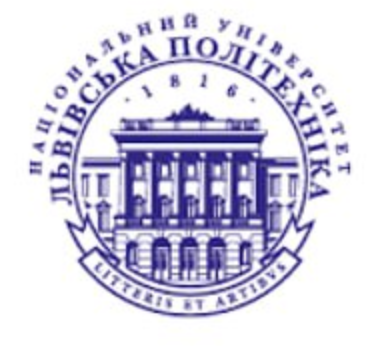 НАЦІОНАЛЬНИЙ УНІВЕРСИТЕТ
ЛЬВІВСЬКА ПОЛІТЕХНІКА
· 1816 ·
LITTERIS ET ARTIBVS